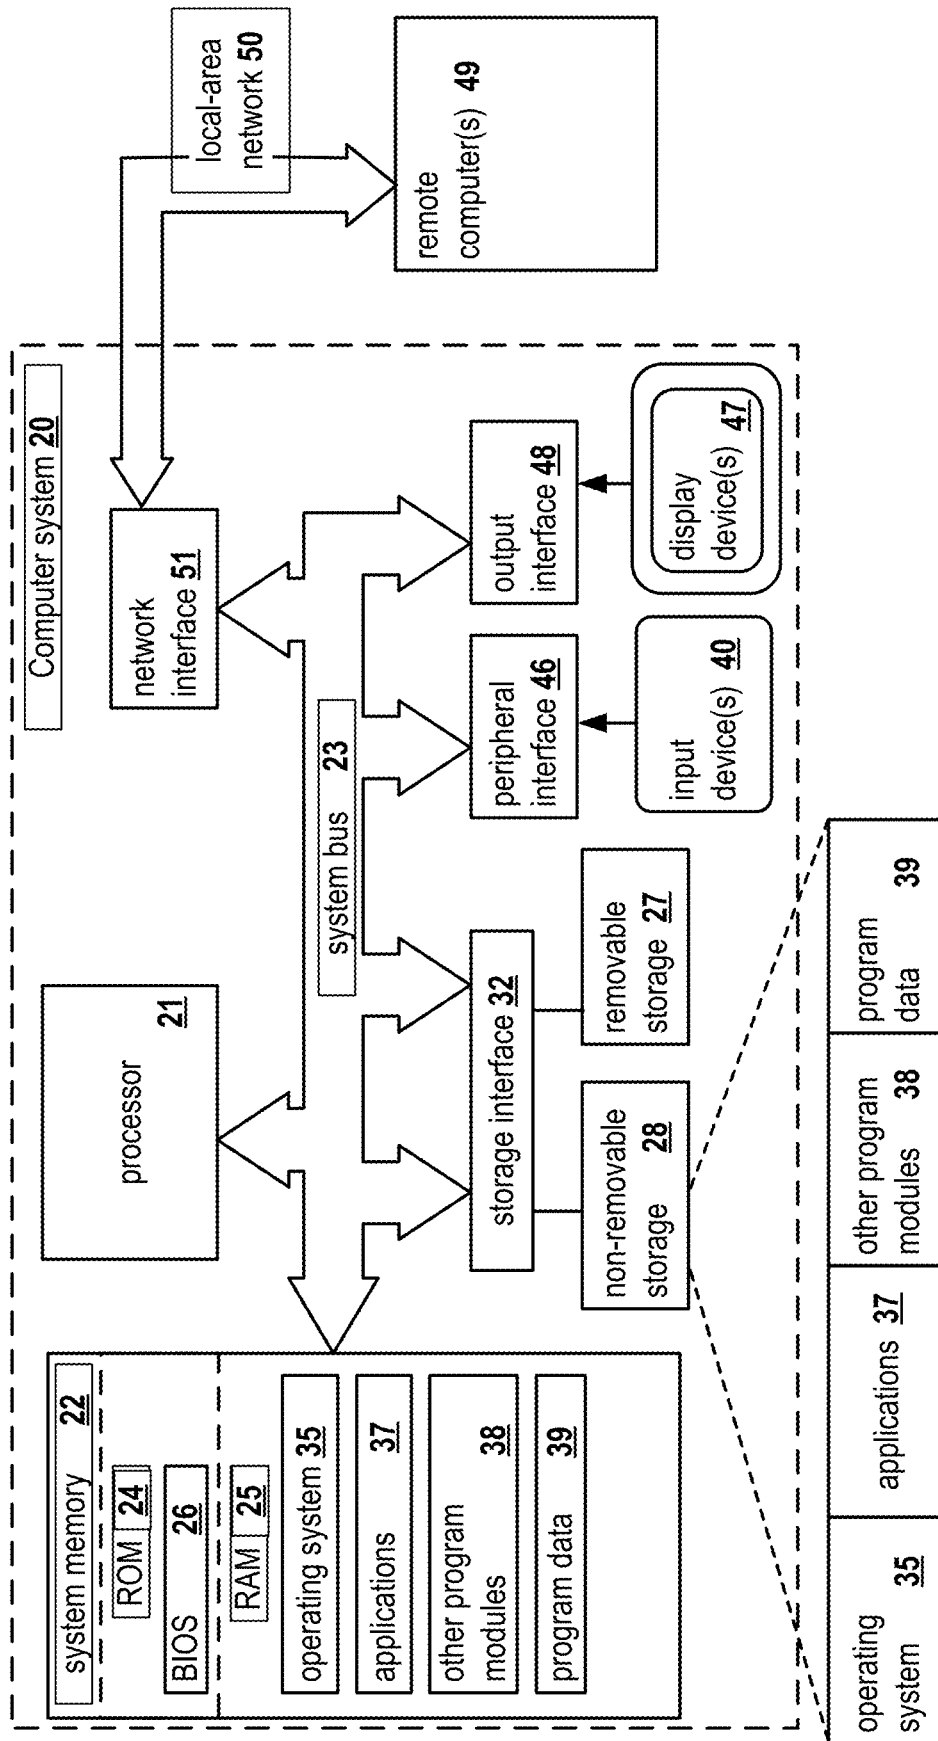 Computer system 20
system memory 22
ROM 24
BIOS 26
RAM 25
operating system 35
applications 37
other program
modules 38
program data 39
processor
21
network
interface 51
local-area
network 50
system bus 23
storage interface 32
peripheral
interface 46
output
interface 48
remote
computer(s) 49
non-removable
storage 28
removable
storage 27
input
device(s) 40
display
device(s) 47
operating
system 35
applications 37
other program
modules 38
program
data 39